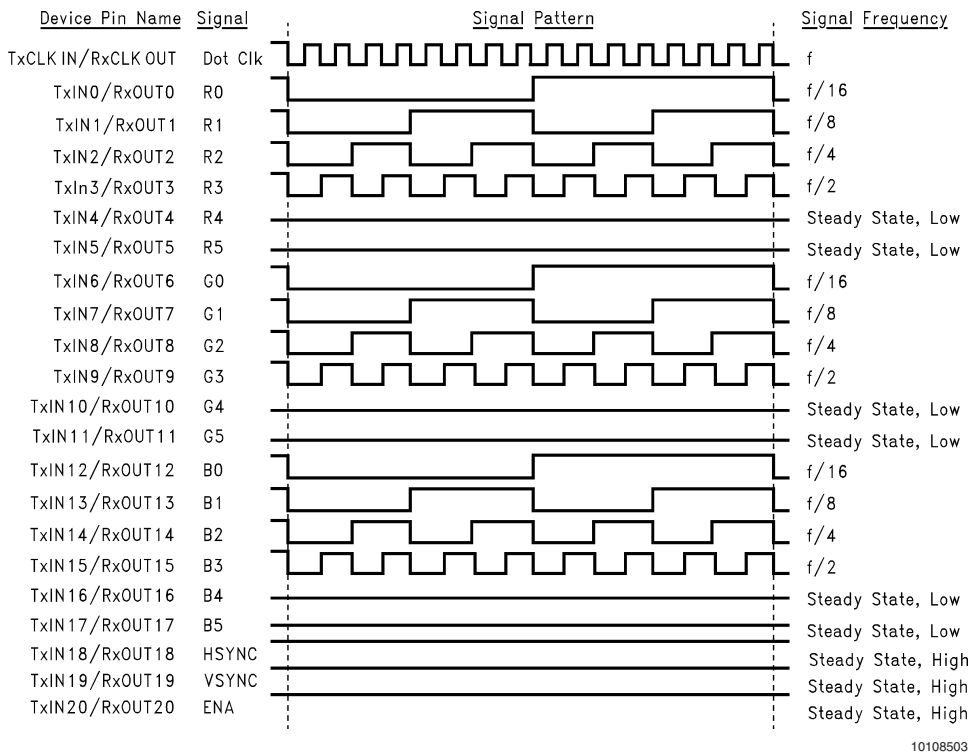 Device Pin Name Signal Signal Pattern Signal Frequency
TxCLK IN/RxCLK OUT Dot Clk f
TxIN0/RxOUT0 R0 f/16
TxIN1/RxOUT1 R1 f/8
TxIN2/RxOUT2 R2 f/4
TxIn3/RxOUT3 R3 f/2
TxIN4/RxOUT4 R4 Steady State, Low
TxIN5/RxOUT5 R5 Steady State, Low
TxIN6/RxOUT6 G0 f/16
TxIN7/RxOUT7 G1 f/8
TxIN8/RxOUT8 G2 f/4
TxIN9/RxOUT9 G3 f/2
TxIN10/RxOUT10 G4 Steady State, Low
TxIN11/RxOUT11 G5 Steady State, Low
TxIN12/RxOUT12 B0 f/16
TxIN13/RxOUT13 B1 f/8
TxIN14/RxOUT14 B2 f/4
TxIN15/RxOUT15 B3 f/2
TxIN16/RxOUT16 B4 Steady State, Low
TxIN17/RxOUT17 B5 Steady State, Low
TxIN18/RxOUT18 HSYNC Steady State, High
TxIN19/RxOUT19 VSYNC Steady State, High
TxIN20/RxOUT20 ENA Steady State, High
10108503